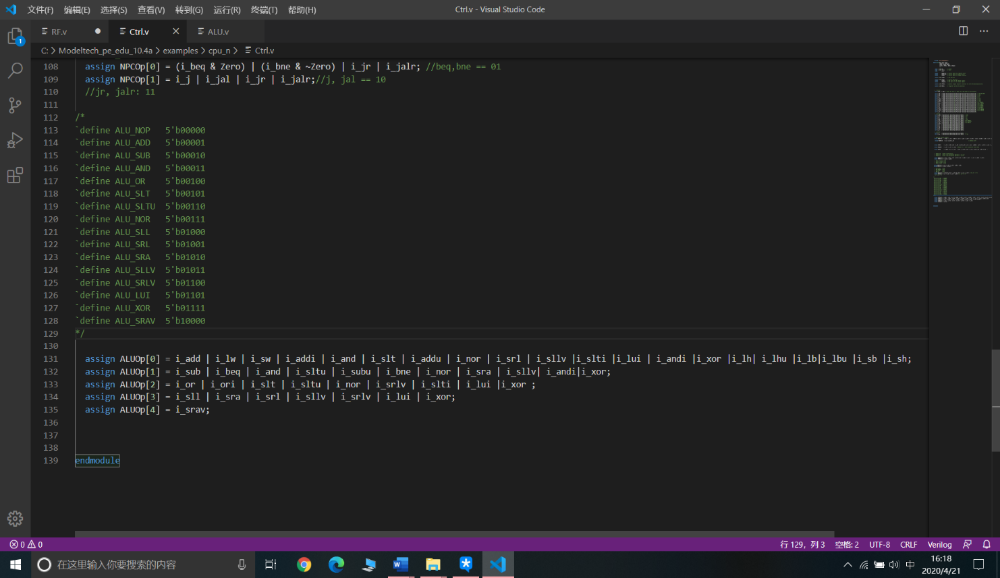 文件(F) 编辑(E) 选择(S) 查看(V) 转到(G) 运行(R) 终端(T) 帮助(H) Ctrl.v - Visual Studio Code
RF.v Ctrl.v ALU.v
C: > Modeltech_pe_edu_10.4a > examples > cpu_n > Ctrl.v
1
108 assign NPCOp[0] = (i_beq & Zero) | (i_bne & ~Zero) | i_jr | i_jalr; //beq,bne == 01
109 assign NPCOp[1] = i_j | i_jal | i_jr | i_jalr;//j, jal == 10
110 //jr, jalr: 11
111
112 /*
113 `define ALU_NOP   5'b00000
114 `define ALU_ADD   5'b00001
115 `define ALU_SUB   5'b00010
116 `define ALU_AND   5'b00011
117 `define ALU_OR    5'b00100
118 `define ALU_SLT   5'b00101
119 `define ALU_SLTU  5'b00110
120 `define ALU_NOR   5'b00111
121 `define ALU_SLL   5'b01000
122 `define ALU_SRL   5'b01001
123 `define ALU_SRA   5'b01010
124 `define ALU_SLLV  5'b01011
125 `define ALU_SRLV  5'b01100
126 `define ALU_LUI   5'b01101
127 `define ALU_XOR   5'b01111
128 `define ALU_SRAV  5'b10000
129 */
130
131 assign ALUOp[0] = i_add | i_lw | i_sw | i_addi | i_and | i_slt | i_addu | i_nor | i_srl | i_sllv |i_slti |i_lui | i_andi |i_xor |i_lh| i_lhu |i_lb|i_lbu |i_sb |i_sh;
132 assign ALUOp[1] = i_sub | i_beq | i_and | i_sltu | i_subu | i_bne | i_nor | i_sra | i_sllv| i_andi|i_xor;
133 assign ALUOp[2] = i_or | i_ori | i_slt | i_sltu | i_nor | i_srlv | i_slti | i_lui |i_xor ;
134 assign ALUOp[3] = i_sll | i_sra | i_srl | i_sllv | i_srlv | i_lui | i_xor;
135 assign ALUOp[4] = i_srav;
136
137
138
139 endmodule
0 0 行 129，列 3 空格: 2 UTF-8 CRLF Verilog
在这里输入你要搜索的内容 中 16:18
2020/4/21